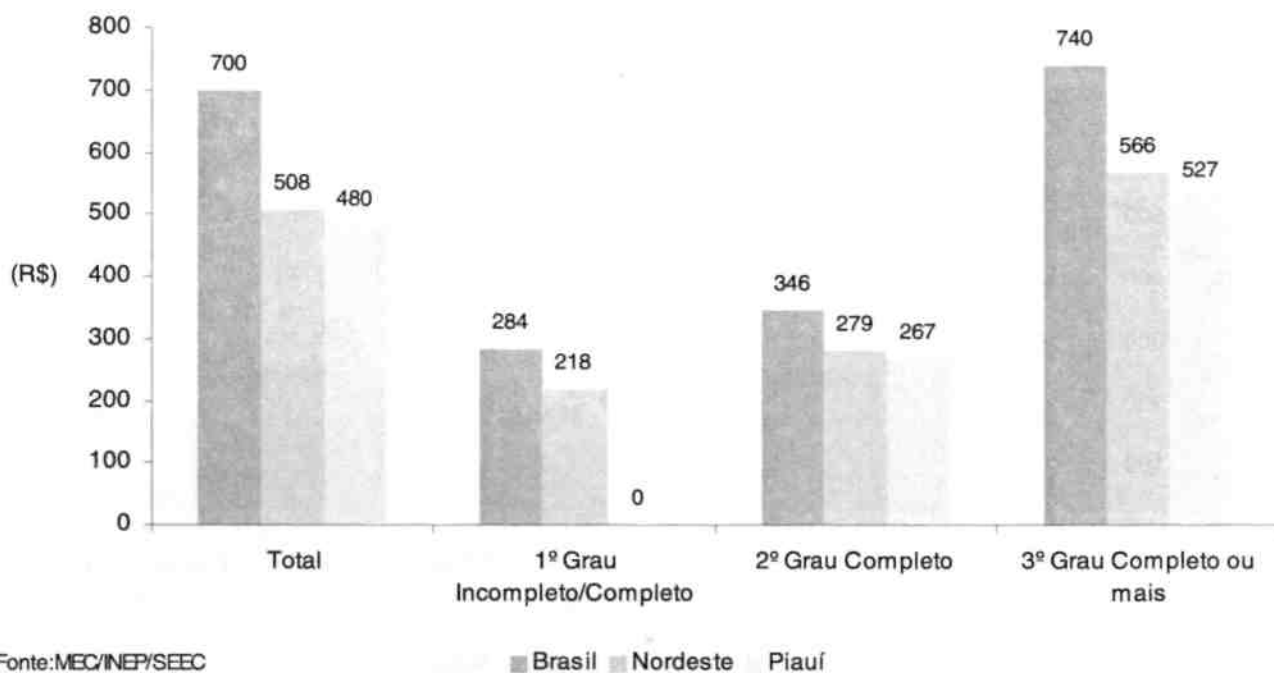 800
700
600
500
400
300
200
100
0
(R$)
700
508
480
284
218
0
346
279
267
740
566
527
Total
1º Grau
Incompleto/Completo
2º Grau Completo
3º Grau Completo ou
mais
Fonte:MEC/INEP/SEEC
Brasil Nordeste Piauí